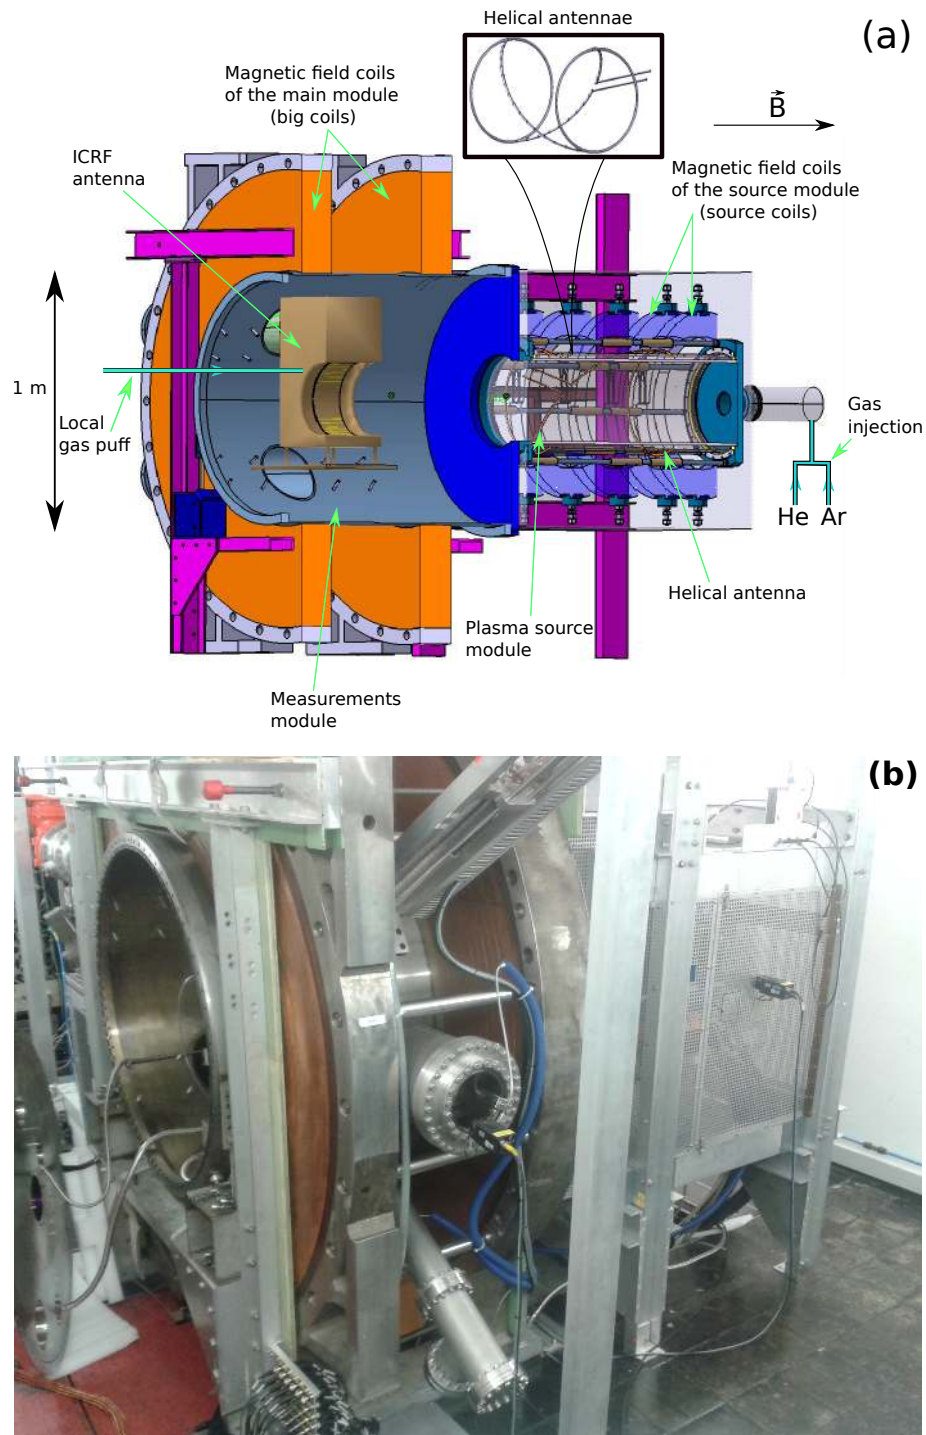 Helical antennae
(a)
Magnetic field coils
of the main module
(big coils)
B
ICRF
antenna
Magnetic field coils
of the source module
(source coils)
1 m
Local
gas puff
Gas
injection
He Ar
Helical antenna
Plasma source
module
Measurements
module
(b)